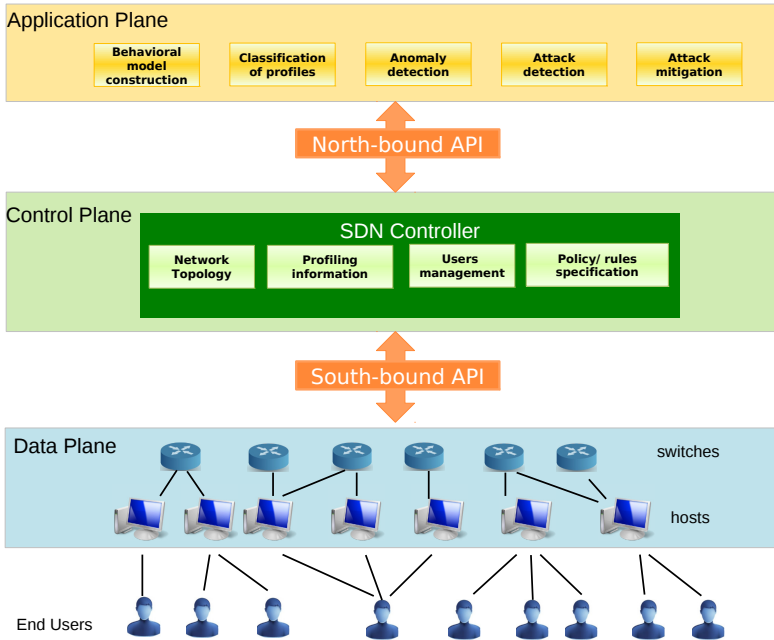 Application Plane
Behavioral
model
construction
Classification
of profiles
Anomaly
detection
Attack
detection
Attack
mitigation
North-bound API
Control Plane
SDN Controller
Network
Topology
Profiling
information
Users
management
Policy/ rules
specification
South-bound API
Data Plane
switches
hosts
End Users